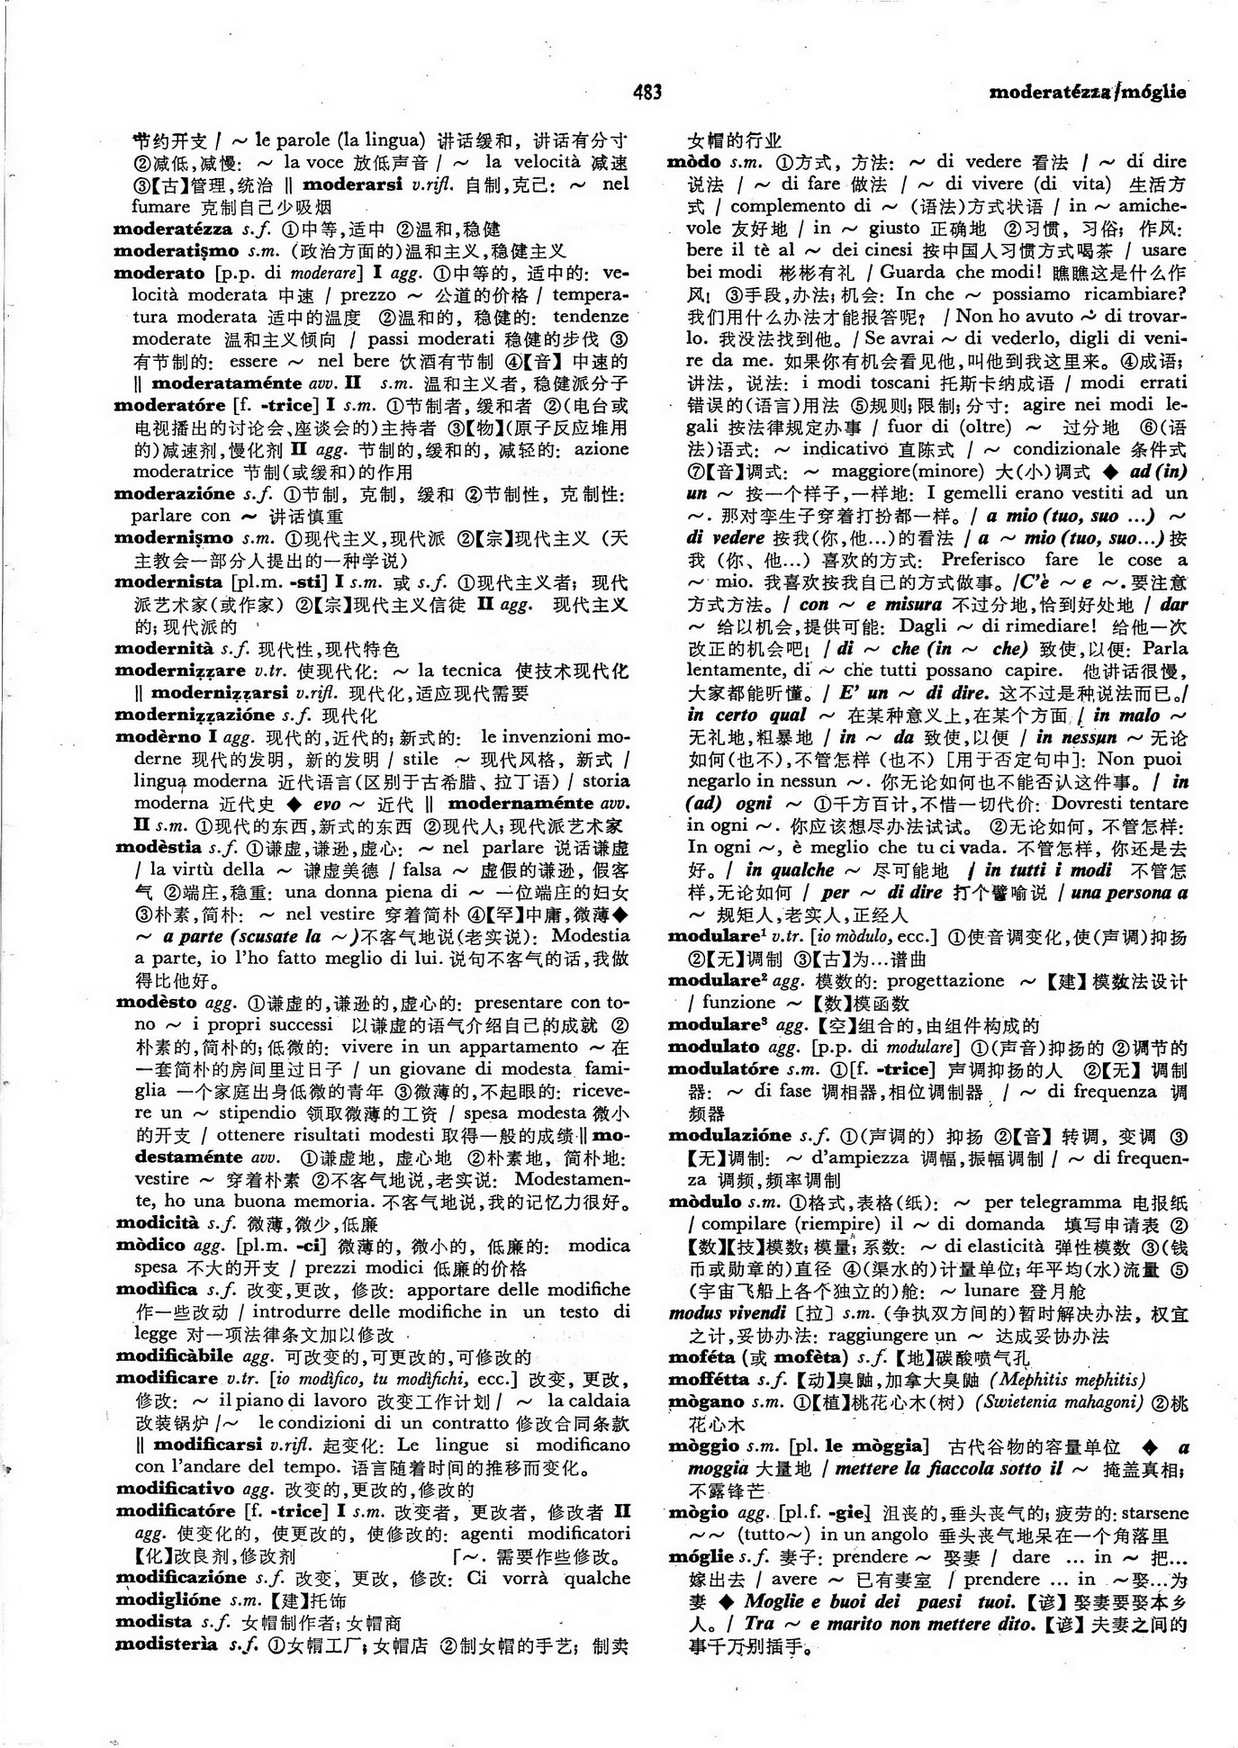 483
moderatézza/móglie
节约开支 / ～ le parole (la lingua) 讲话缓和, 讲话有分寸
②减低,减慢: ～ la voce 放低声音 / ～ la velocità 减速
③【古】管理,统治 ‖ moderarsi v.rifl. 自制,克己: ～ nel
fumare 克制自己少吸烟
moderatézza s.f. ①中等,适中 ②温和,稳健
moderatişmo s.m. (政治方面的)温和主义,稳健主义
moderato [p.p. di moderare] I agg. ①中等的, 适中的: ve-
locità moderata 中速 / prezzo ～ 公道的价格 / tempera-
tura moderata 适中的温度 ②温和的, 稳健的: tendenze
moderate 温和主义倾向 / passi moderati 稳健的步伐 ③
有节制的: essere ～ nel bere 饮酒有节制 ④【音】中速的
‖ moderataménte avv. II s.m. 温和主义者, 稳健派分子
moderatóre [f. -trice] I s.m. ①节制者, 缓和者 ②(电台或
电视播出的讨论会、座谈会的)主持者 ③【物】(原子反应堆用
的)减速剂,慢化剂 II agg. 节制的,缓和的, 减轻的: azione
moderatrice 节制(或缓和)的作用
moderazióne s.f. ①节制, 克制, 缓和 ②节制性, 克制性:
parlare con ～ 讲话慎重
modernişmo s.m. ①现代主义,现代派 ②【宗】现代主义 (天
主教会一部分人提出的一种学说)
modernista [pl.m. -sti] I s.m. 或 s.f. ①现代主义者; 现代
派艺术家(或作家) ②【宗】现代主义信徒 II agg. 现代主义
的; 现代派的
modernità s.f. 现代性,现代特色
moderniẓẓare v.tr. 使现代化: ～ la tecnica 使技术现代化
‖ moderniẓẓarsi v.rifl. 现代化,适应现代需要
moderniẓẓazióne s.f. 现代化
modèrno I agg. 现代的,近代的; 新式的: le invenzioni mo-
derne 现代的发明, 新的发明 / stile ～ 现代风格, 新式 /
lingua moderna 近代语言(区别于古希腊、拉丁语) / storia
moderna 近代史 ◆ evo ～ 近代 ‖ modernaménte avv.
II s.m. ①现代的东西,新式的东西 ②现代人; 现代派艺术家
modèstia s.f. ①谦虚,谦逊,虚心: ～ nel parlare 说话谦虚
/ la virtù della ～ 谦虚美德 / falsa ～ 虚假的谦逊, 假客
气 ②端庄,稳重: una donna piena di ～ 一位端庄的妇女
③朴素,简朴: ～ nel vestire 穿着简朴 ④【罕】中庸,微薄◆
～ a parte (scusate la ～)不客气地说(老实说): Modestia
a parte, io l'ho fatto meglio di lui. 说句不客气的话,我做
得比他好。
modèsto agg. ①谦虚的,谦逊的,虚心的: presentare con to-
no ～ i propri successi 以谦虚的语气介绍自己的成就 ②
朴素的,简朴的; 低微的: vivere in un appartamento ～ 在
一套简朴的房间里过日子 / un giovane di modesta fami-
glia 一个家庭出身低微的青年 ③微薄的,不起眼的: riceve-
re un ～ stipendio 领取微薄的工资 / spesa modesta 微小
的开支 / ottenere risultati modesti 取得一般的成绩 ‖ mo-
destaménte avv. ①谦虚地, 虚心地 ②朴素地, 简朴地:
vestire ～ 穿着朴素 ②不客气地说,老实说: Modestamen-
te, ho una buona memoria. 不客气地说,我的记忆力很好。
modicità s.f. 微薄,微少,低廉
mòdico agg. [pl.m. -ci] 微薄的, 微小的, 低廉的: modica
spesa 不大的开支 / prezzi modici 低廉的价格
modìfica s.f. 改变,更改, 修改: apportare delle modifiche
作一些改动 / introdurre delle modifiche in un testo di
legge 对一项法律条文加以修改
modificàbile agg. 可改变的,可更改的,可修改的
modificare v.tr. [io modìfico, tu modìfichi, ecc.] 改变, 更改,
修改: ～ il piano di lavoro 改变工作计划 / ～ la caldaia
改装锅炉 /～ le condizioni di un contratto 修改合同条款
‖ modificarsi v.rifl. 起变化: Le lingue si modificano
con l'andare del tempo. 语言随着时间的推移而变化。
modificativo agg. 改变的,更改的,修改的
modificatóre [f. -trice] I s.m. 改变者, 更改者, 修改者 II
agg. 使变化的, 使更改的, 使修改的: agenti modificatori
【化】改良剂,修改剂 「～. 需要作些修改。
modificazióne s.f. 改变, 更改, 修改: Ci vorrà qualche
modiglióne s.m. 【建】托饰
modista s.f. 女帽制作者; 女帽商
modisterìa s.f. ①女帽工厂; 女帽店 ②制女帽的手艺; 制卖
女帽的行业
mòdo s.m. ①方式, 方法: ～ di vedere 看法 / ～ di dire
说法 / ～ di fare 做法 / ～ di vivere (di vita) 生活方
式 / complemento di ～ (语法)方式状语 / in ～ amiche-
vole 友好地 / in ～ giusto 正确地 ②习惯, 习俗; 作风:
bere il tè al ～ dei cinesi 按中国人习惯方式喝茶 / usare
bei modi 彬彬有礼 / Guarda che modi! 瞧瞧这是什么作
风! ③手段,办法; 机会: In che ～ possiamo ricambiare?
我们用什么办法才能报答呢? / Non ho avuto ～ di trovar-
lo. 我没法找到他。/ Se avrai ～ di vederlo, digli di veni-
re da me. 如果你有机会看见他,叫他到我这里来。④成语;
讲法, 说法: i modi toscani 托斯卡纳成语 / modi errati
错误的(语言)用法 ⑤规则; 限制; 分寸: agire nei modi le-
gali 按法律规定办事 / fuor di (oltre) ～ 过分地 ⑥(语
法)语式: ～ indicativo 直陈式 / ～ condizionale 条件式
⑦【音】调式: ～ maggiore(minore) 大(小)调式 ◆ ad (in)
un ～ 按一个样子,一样地: I gemelli erano vestiti ad un
～. 那对孪生子穿着打扮都一样。/ a mio (tuo, suo ...) ～
di vedere 按我(你,他...)的看法 / a ～ mio (tuo, suo...) 按
我 (你、他...) 喜欢的方式: Preferisco fare le cose a
～ mio. 我喜欢按我自己的方式做事。/C'è ～ e ～. 要注意
方式方法。/ con ～ e misura 不过分地,恰到好处地 / dar
～ 给以机会,提供可能: Dagli ～ di rimediare! 给他一次
改正的机会吧! / di ～ che (in ～ che) 致使,以便: Parla
lentamente, di ～ che tutti possano capire. 他讲话很慢,
大家都能听懂。/ E' un ～ di dire. 这不过是种说法而已。/
in certo qual ～ 在某种意义上,在某个方面 / in malo ～
无礼地,粗暴地 / in ～ da 致使,以便 / in nessun ～ 无论
如何(也不),不管怎样 (也不) [用于否定句中]: Non puoi
negarlo in nessun ～. 你无论如何也不能否认这件事。/ in
(ad) ogni ～ ①千方百计,不惜一切代价: Dovresti tentare
in ogni ～. 你应该想尽办法试试。 ②无论如何, 不管怎样:
In ogni ～, è meglio che tu ci vada. 不管怎样, 你还是去
好。/ in qualche ～ 尽可能地 / in tutti i modi 不管怎
样,无论如何 / per ～ di dire 打个譬喻说 / una persona a
～ 规矩人,老实人,正经人
modulare¹ v.tr. [io mòdulo, ecc.] ①使音调变化,使(声调)抑扬
②【无】调制 ③【古】为...谱曲
modulare² agg. 模数的: progettazione ～ 【建】模数法设计
/ funzione ～ 【数】模函数
modulare³ agg. 【空】组合的,由组件构成的
modulato agg. [p.p. di modulare] ①(声音)抑扬的 ②调节的
modulatóre s.m. ①[f. -trice] 声调抑扬的人 ②【无】调制
器: ～ di fase 调相器,相位调制器 / ～ di frequenza 调
频器
modulazióne s.f. ①(声调的) 抑扬 ②【音】转调, 变调 ③
【无】调制: ～ d'ampiezza 调幅,振幅调制 / ～ di frequen-
za 调频,频率调制
mòdulo s.m. ①格式,表格(纸): ～ per telegramma 电报纸
/ compilare (riempire) il ～ di domanda 填写申请表 ②
【数】【技】模数; 模量; 系数: ～ di elasticità 弹性模数 ③(钱
币或勋章的)直径 ④(渠水的)计量单位; 年平均(水)流量 ⑤
(宇宙飞船上各个独立的)舱: ～ lunare 登月舱
modus vivendi [拉] s.m. (争执双方间的)暂时解决办法, 权宜
之计,妥协办法: raggiungere un ～ 达成妥协办法
moféta (或 mofèta) s.f. 【地】碳酸喷气孔
moffétta s.f. 【动】臭鼬,加拿大臭鼬 (Mephitis mephitis)
mògano s.m. ①【植】桃花心木(树) (Swietenia mahagoni) ②桃
花心木
mòggio s.m. [pl. le mòggia] 古代谷物的容量单位 ◆ a
moggia 大量地 / mettere la fiaccola sotto il ～ 掩盖真相;
不露锋芒
mògio agg. [pl.f. -gie] 沮丧的,垂头丧气的; 疲劳的: starsene
～～ (tutto～) in un angolo 垂头丧气地呆在一个角落里
móglie s.f. 妻子: prendere ～ 娶妻 / dare ... in ～ 把...
嫁出去 / avere ～ 已有妻室 / prendere ... in ～娶...为
妻 ◆ Moglie e buoi dei paesi tuoi. 【谚】娶妻要娶本乡
人。/ Tra ～ e marito non mettere dito. 【谚】夫妻之间的
事千万别插手。